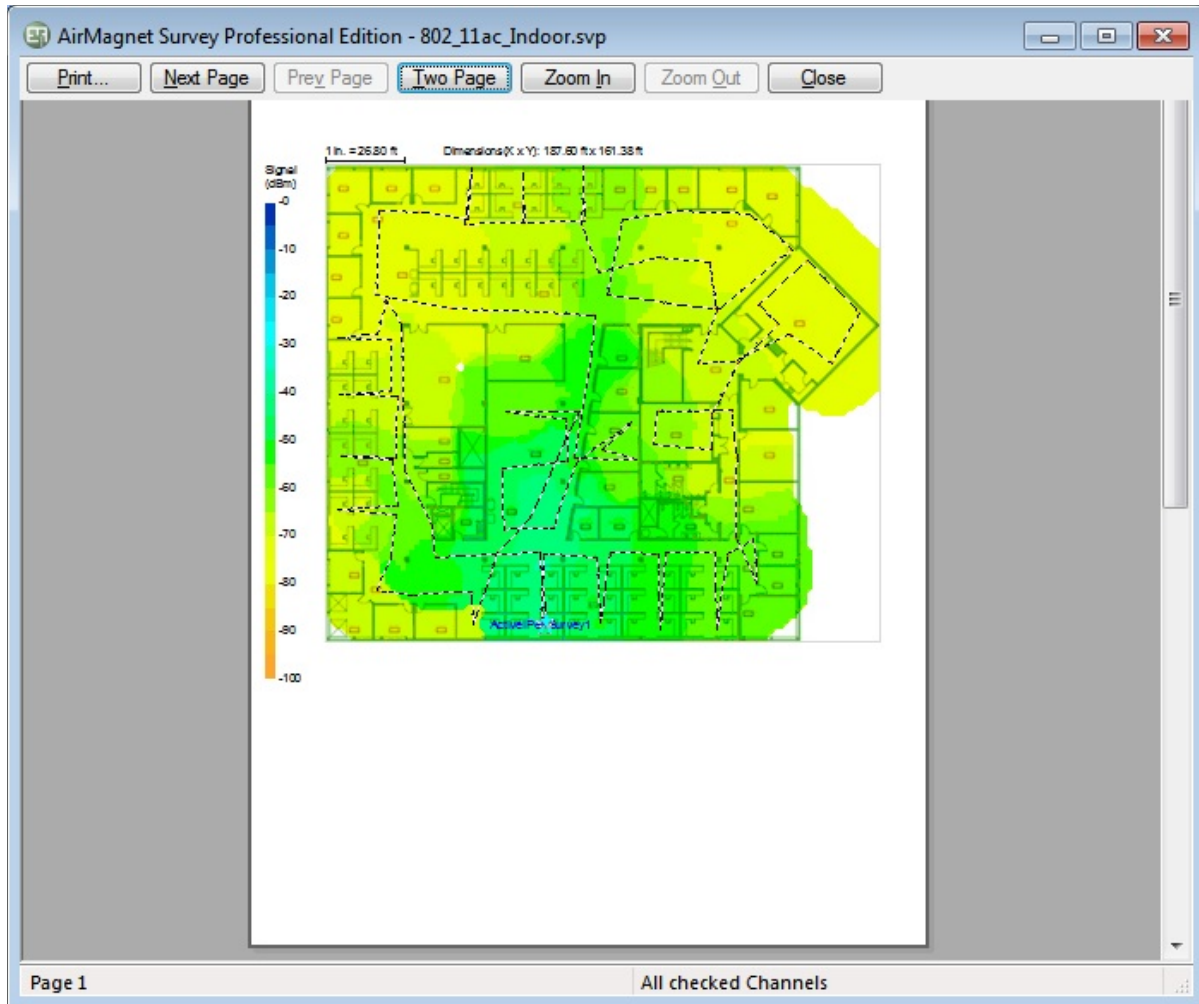 AirMagnet Survey Professional Edition - 802_11ac_Indoor.svp
Print... Next Page Prev Page Two Page Zoom In Zoom Out Close
1 in. = 26.80 ft Dimensions(X x Y): 187.60 ft x 161.38 ft
Signal
(dBm)
-0
-10
-20
-30
-40
-50
-60
-70
-80
-90
-100
Page 1 All checked Channels